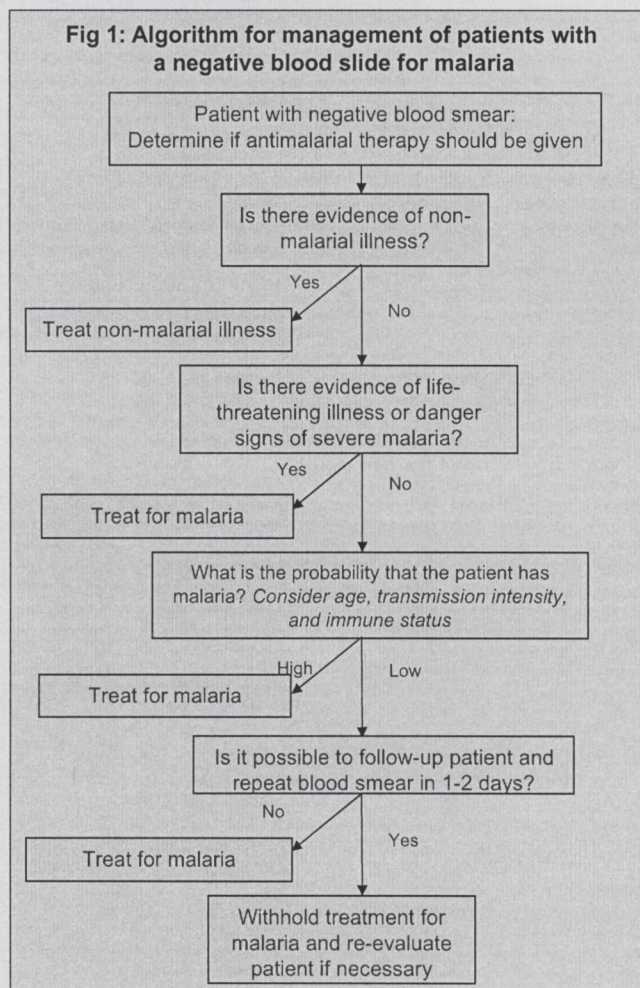 Fig 1: Algorithm for management of patients with
a negative blood slide for malaria
Patient with negative blood smear:
Determine if antimalarial therapy should be given
Is there evidence of non-
malarial illness?
Yes
No
Treat non-malarial illness
Is there evidence of life-
threatening illness or danger
signs of severe malaria?
Yes
No
Treat for malaria
What is the probability that the patient has
malaria? Consider age, transmission intensity,
and immune status
High
Low
Treat for malaria
Is it possible to follow-up patient and
repeat blood smear in 1-2 days?
No
Yes
Treat for malaria
Withhold treatment for
malaria and re-evaluate
patient if necessary